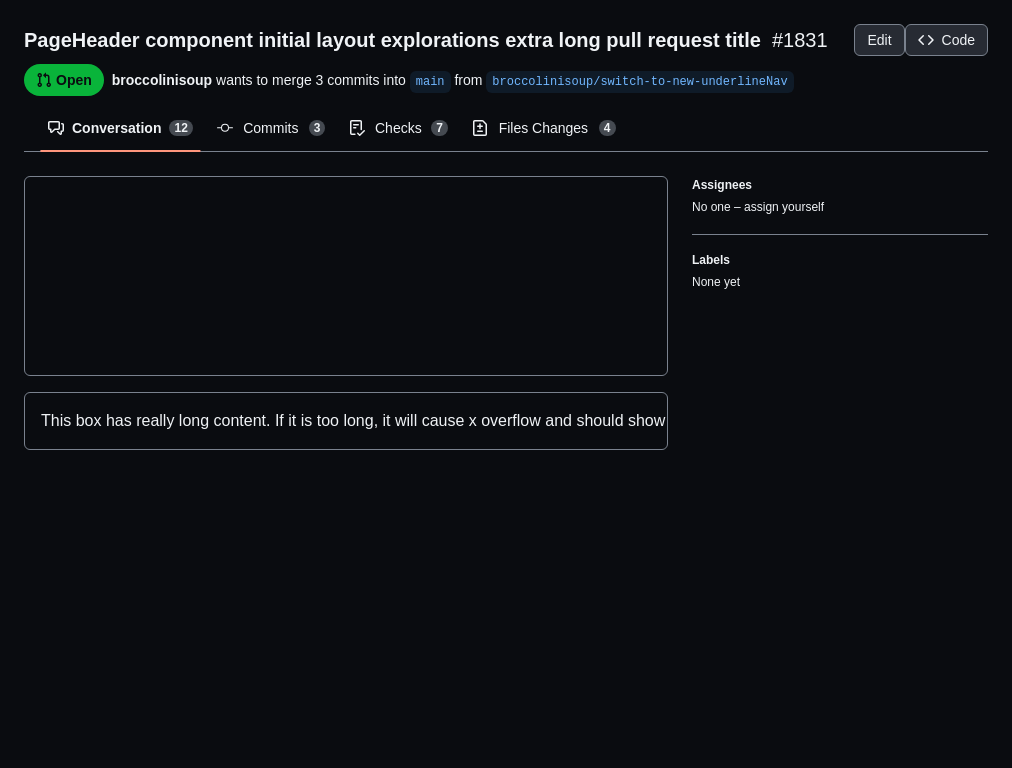 PageHeader component initial layout explorations extra long pull request title #1831
Edit
Code
Open
broccolinisoup wants to merge 3 commits into main from broccolinisoup/switch-to-new-underlineNav
Conversation 12
Commits 3
Checks 7
Files Changes 4
Assignees
No one – assign yourself
Labels
None yet
This box has really long content. If it is too long, it will cause x overflow and should show